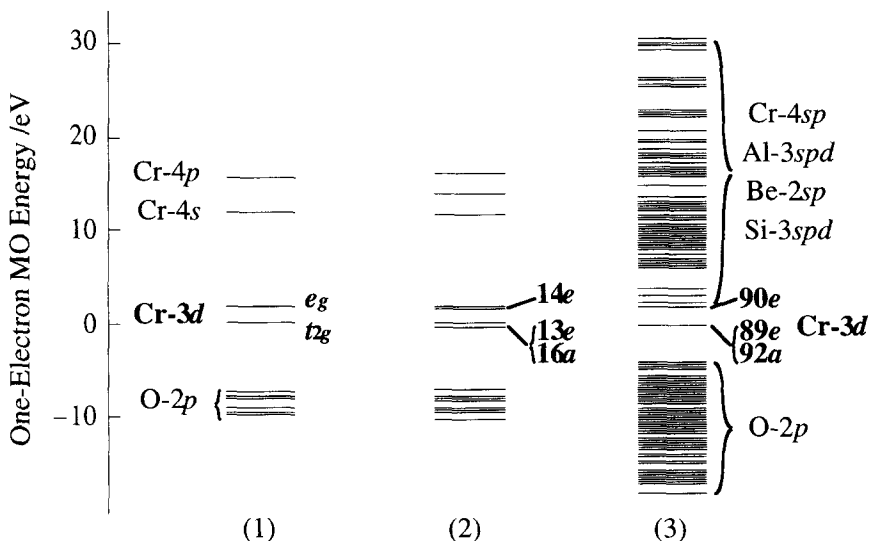 One-Electron MO Energy /eV
30
20
10
0
−10
Cr-4p
Cr-4s
Cr-3d
O-2p
eg
t2g
14e
13e
16a
Cr-4sp
Al-3spd
Be-2sp
Si-3spd
90e
89e
92a
Cr-3d
O-2p
(1)
(2)
(3)